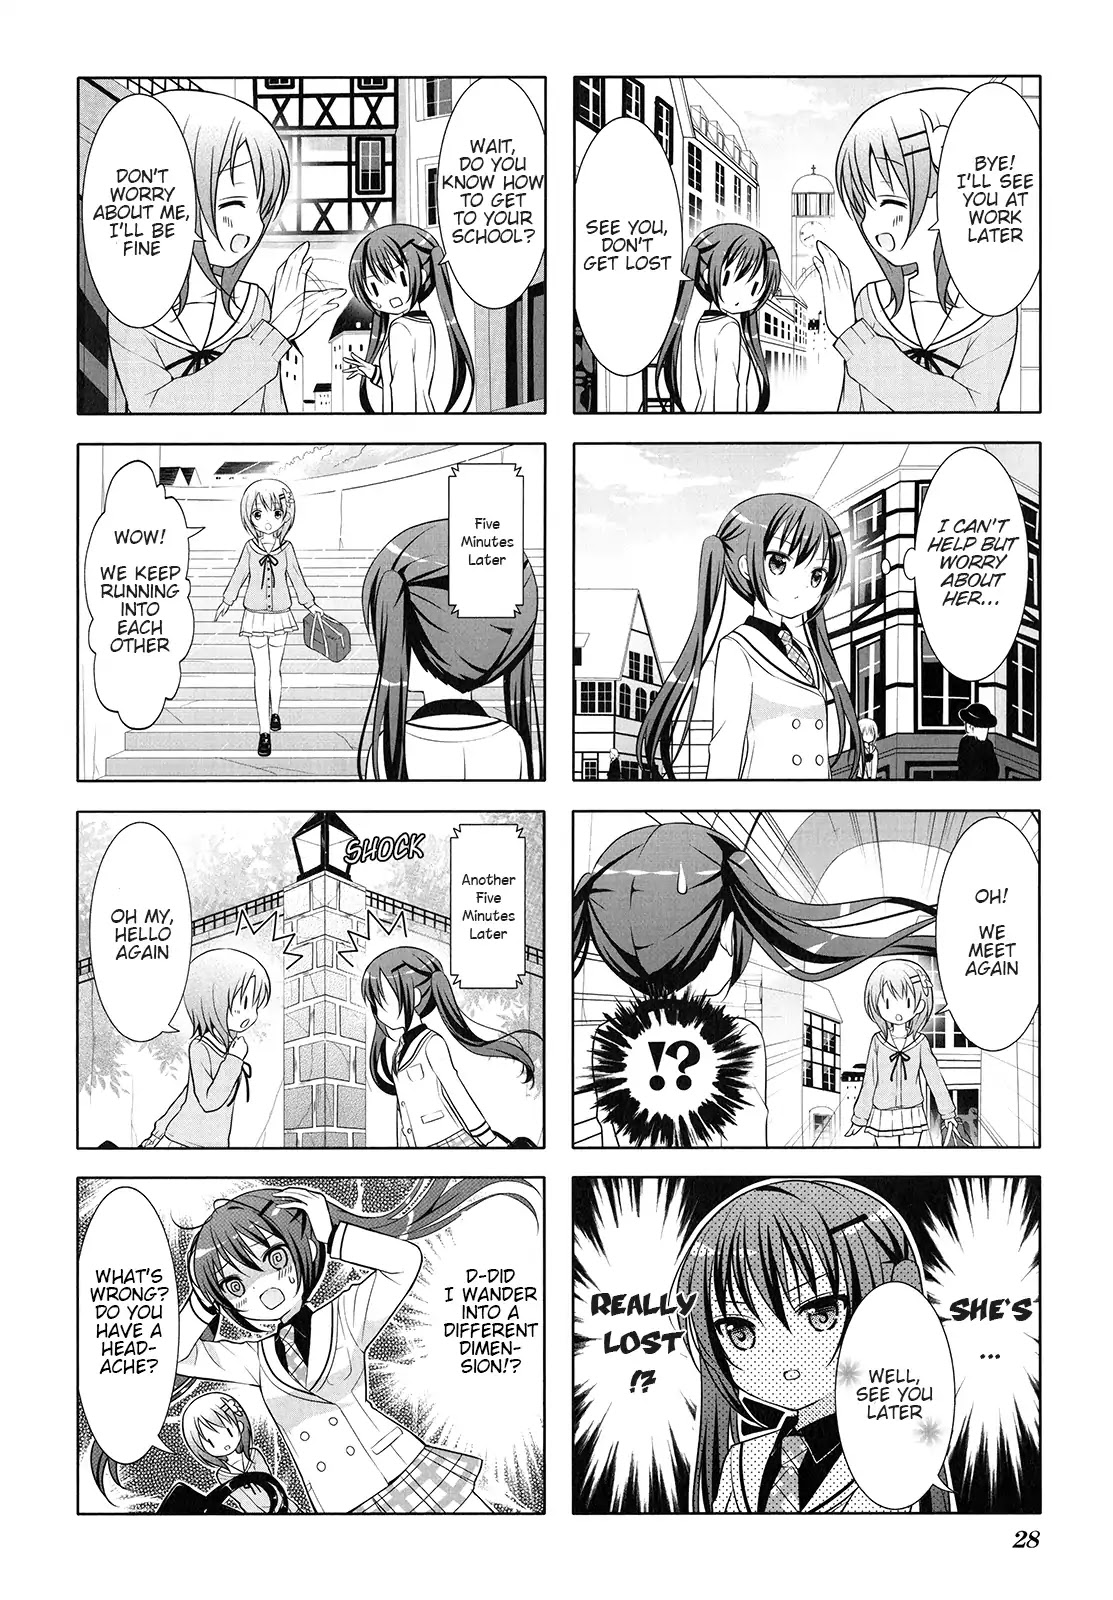 BYE!
I'LL SEE
YOU AT
WORK
LATER
SEE YOU,
DON'T
GET LOST
I CAN'T
HELP BUT
WORRY
ABOUT
HER...
OH!
WE
MEET
AGAIN
!?
SHE'S
...
WELL,
SEE YOU
LATER
REALLY
LOST
!?
WAIT,
DO YOU
KNOW HOW
TO GET
TO YOUR
SCHOOL?
DON'T
WORRY
ABOUT ME,
I'LL BE
FINE
Five
Minutes
Later
WOW!
WE KEEP
RUNNING
INTO
EACH
OTHER
Another
Five
Minutes
Later
SHOCK
OH MY,
HELLO
AGAIN
D-DID
I WANDER
INTO A
DIFFERENT
DIMEN-
SION!?
WHAT'S
WRONG?
DO YOU
HAVE A
HEAD-
ACHE?
28